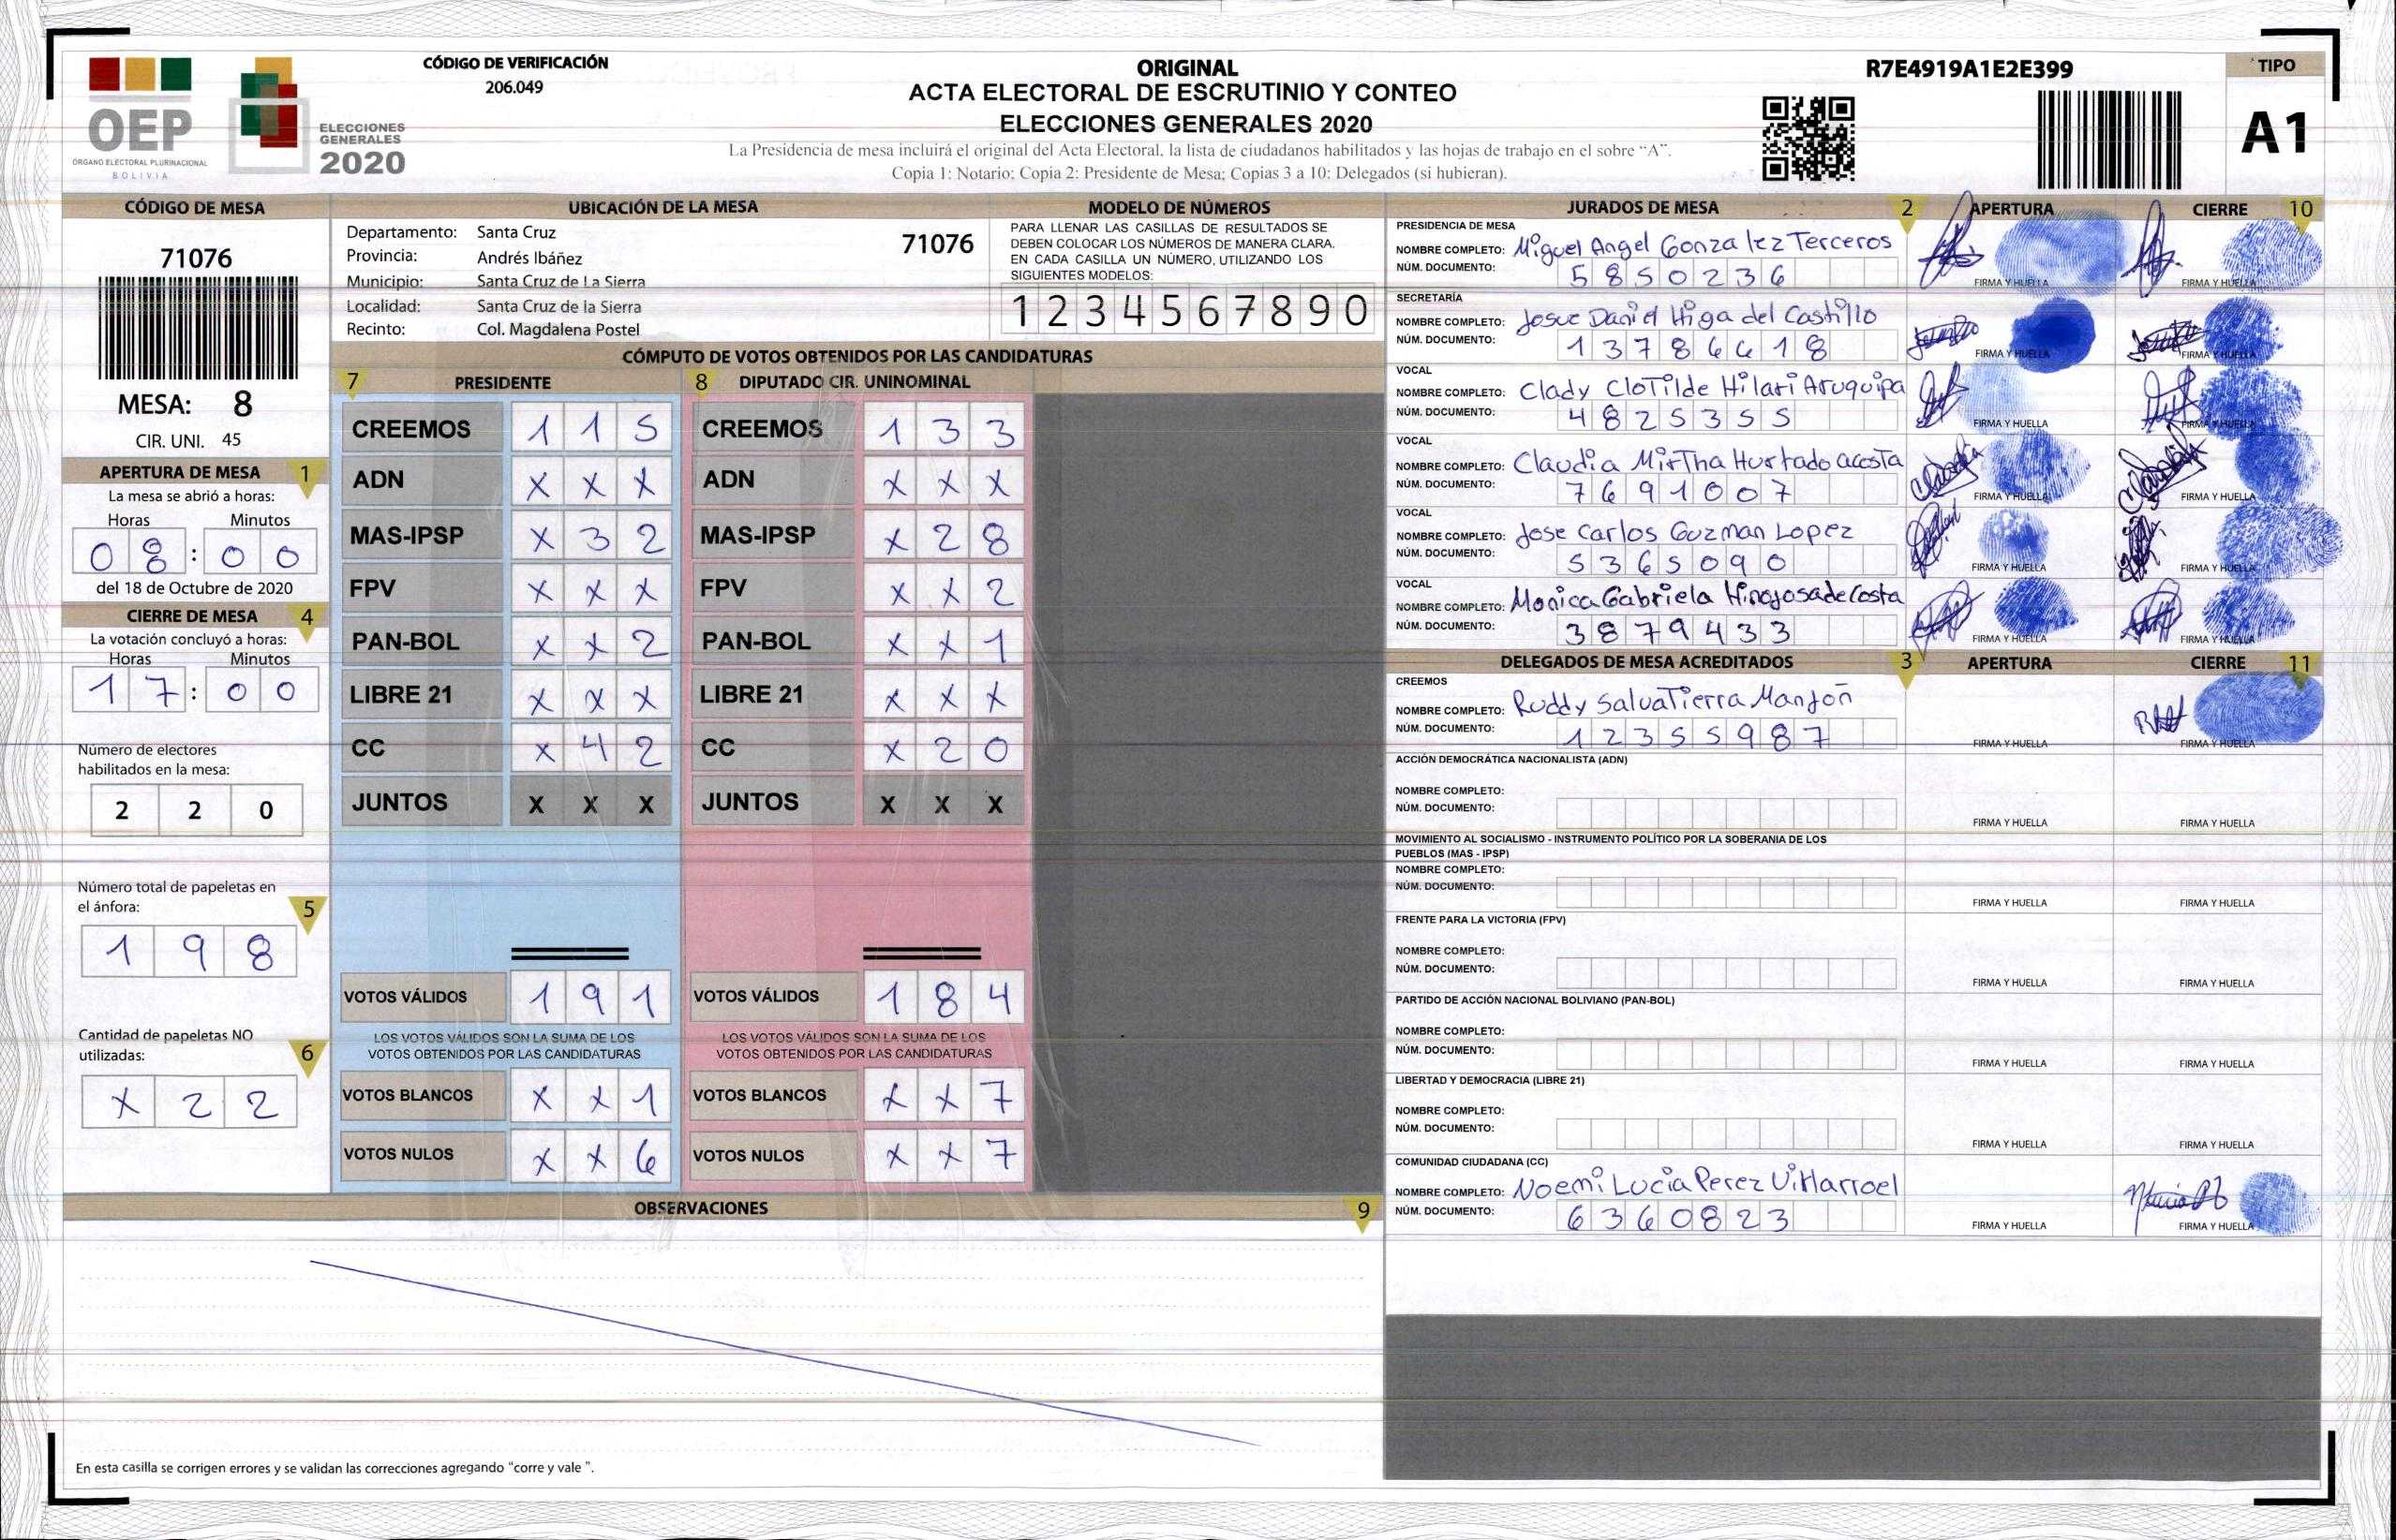 OEP
ÓRGANO ELECTORAL PLURINACIONAL
BOLIVIA
ELECCIONES
GENERALES
2020
CÓDIGO DE VERIFICACIÓN
206.049
ORIGINAL
ACTA ELECTORAL DE ESCRUTINIO Y CONTEO
ELECCIONES GENERALES 2020
La Presidencia de mesa incluirá el original del Acta Electoral, la lista de ciudadanos habilitados y las hojas de trabajo en el sobre “A”.
Copia 1: Notario; Copia 2: Presidente de Mesa; Copias 3 a 10: Delegados (si hubieran).
R7E4919A1E2E399
TIPO
A1
CÓDIGO DE MESA
71076
MESA: 8
CIR. UNI. 45
APERTURA DE MESA 1
La mesa se abrió a horas:
Horas Minutos
08:00
del 18 de Octubre de 2020
CIERRE DE MESA 4
La votación concluyó a horas:
Horas Minutos
17:00
Número de electores
habilitados en la mesa:
2 2 0
Número total de papeletas en
el ánfora: 5
1 9 8
Cantidad de papeletas NO
utilizadas: 6
X 2 2
UBICACIÓN DE LA MESA
Departamento: Santa Cruz 71076
Provincia: Andrés Ibáñez
Municipio: Santa Cruz de La Sierra
Localidad: Santa Cruz de la Sierra
Recinto: Col. Magdalena Postel
MODELO DE NÚMEROS
PARA LLENAR LAS CASILLAS DE RESULTADOS SE
DEBEN COLOCAR LOS NÚMEROS DE MANERA CLARA.
EN CADA CASILLA UN NÚMERO, UTILIZANDO LOS
SIGUIENTES MODELOS:
1 2 3 4 5 6 7 8 9 0
CÓMPUTO DE VOTOS OBTENIDOS POR LAS CANDIDATURAS
7 PRESIDENTE 8 DIPUTADO CIR. UNINOMINAL
CREEMOS 1 1 5 CREEMOS 1 3 3
ADN X X X ADN X X X
MAS-IPSP X 3 2 MAS-IPSP X 2 8
FPV X X X FPV X X 2
PAN-BOL X X 2 PAN-BOL X X 1
LIBRE 21 X X X LIBRE 21 X X X
CC X 4 2 CC X 2 0
JUNTOS X X X JUNTOS X X X
VOTOS VÁLIDOS 1 9 1 VOTOS VÁLIDOS 1 8 4
LOS VOTOS VÁLIDOS SON LA SUMA DE LOS LOS VOTOS VÁLIDOS SON LA SUMA DE LOS
VOTOS OBTENIDOS POR LAS CANDIDATURAS VOTOS OBTENIDOS POR LAS CANDIDATURAS
VOTOS BLANCOS X X 1 VOTOS BLANCOS X X 7
VOTOS NULOS X X 6 VOTOS NULOS X X 7
OBSERVACIONES 9
En esta casilla se corrigen errores y se validan las correcciones agregando “corre y vale ”.
JURADOS DE MESA 2 APERTURA CIERRE 10
PRESIDENCIA DE MESA
NOMBRE COMPLETO: Miguel Angel Gonzalez Terceros
NÚM. DOCUMENTO: 5850236 FIRMA Y HUELLA FIRMA Y HUELLA
SECRETARÍA
NOMBRE COMPLETO: Josue Daniel Higa del Castillo
NÚM. DOCUMENTO: 13786618 FIRMA Y HUELLA FIRMA Y HUELLA
VOCAL
NOMBRE COMPLETO: Clady Clotilde Hilari Aruquipa
NÚM. DOCUMENTO: 4825355 FIRMA Y HUELLA FIRMA Y HUELLA
VOCAL
NOMBRE COMPLETO: Claudia Mirtha Hurtado acosta
NÚM. DOCUMENTO: 7691007 FIRMA Y HUELLA FIRMA Y HUELLA
VOCAL
NOMBRE COMPLETO: Jose Carlos Guzman Lopez
NÚM. DOCUMENTO: 5365090 FIRMA Y HUELLA FIRMA Y HUELLA
VOCAL
NOMBRE COMPLETO: Monica Gabriela Hinojosa de Costa
NÚM. DOCUMENTO: 3879433 FIRMA Y HUELLA FIRMA Y HUELLA
DELEGADOS DE MESA ACREDITADOS 3 APERTURA CIERRE 11
CREEMOS
NOMBRE COMPLETO: Ruddy Salvatierra Manjon
NÚM. DOCUMENTO: 12355987 FIRMA Y HUELLA FIRMA Y HUELLA
ACCIÓN DEMOCRÁTICA NACIONALISTA (ADN)
NOMBRE COMPLETO:
NÚM. DOCUMENTO: FIRMA Y HUELLA FIRMA Y HUELLA
MOVIMIENTO AL SOCIALISMO - INSTRUMENTO POLÍTICO POR LA SOBERANIA DE LOS
PUEBLOS (MAS - IPSP)
NOMBRE COMPLETO:
NÚM. DOCUMENTO: FIRMA Y HUELLA FIRMA Y HUELLA
FRENTE PARA LA VICTORIA (FPV)
NOMBRE COMPLETO:
NÚM. DOCUMENTO: FIRMA Y HUELLA FIRMA Y HUELLA
PARTIDO DE ACCIÓN NACIONAL BOLIVIANO (PAN-BOL)
NOMBRE COMPLETO:
NÚM. DOCUMENTO: FIRMA Y HUELLA FIRMA Y HUELLA
LIBERTAD Y DEMOCRACIA (LIBRE 21)
NOMBRE COMPLETO:
NÚM. DOCUMENTO: FIRMA Y HUELLA FIRMA Y HUELLA
COMUNIDAD CIUDADANA (CC)
NOMBRE COMPLETO: Noemi Lucia Perez Villarroel
NÚM. DOCUMENTO: 6360823 FIRMA Y HUELLA FIRMA Y HUELLA